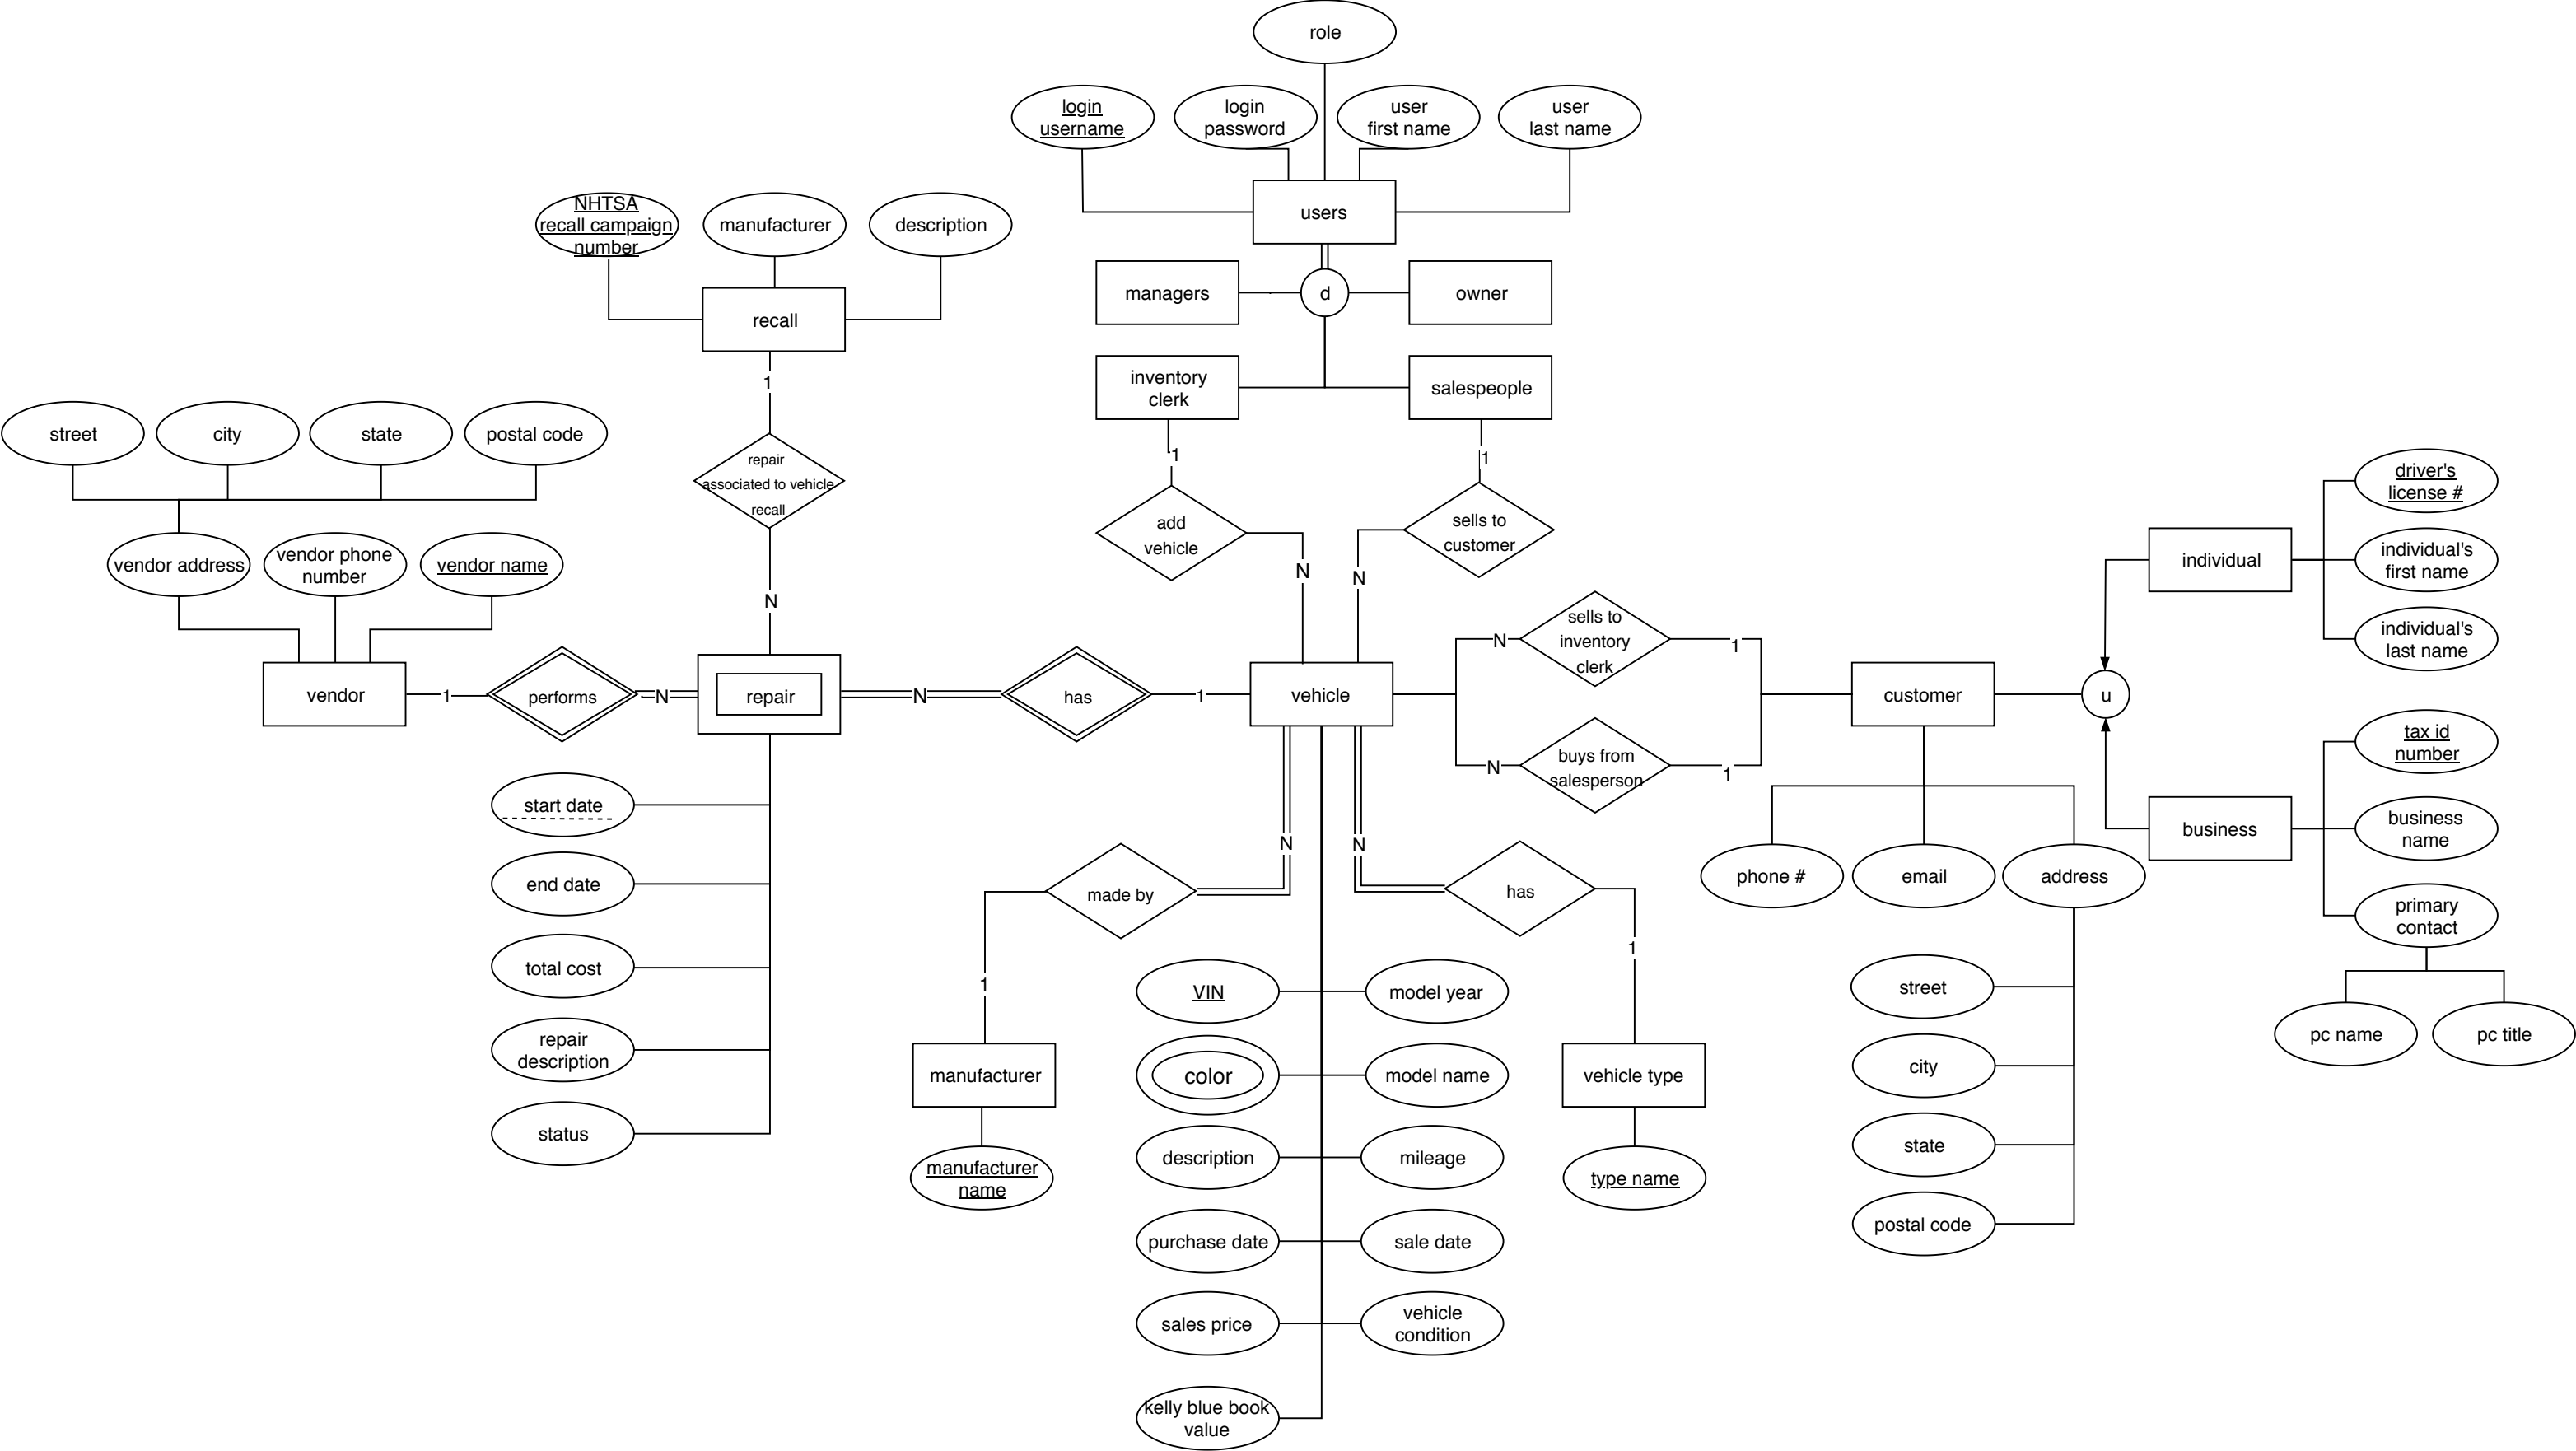 role
login
username
login
password
user
first name
user
last name
users
NHTSA
recall campaign
number
manufacturer
description
recall
managers
d
owner
inventory
clerk
salespeople
1
1
1
street
city
state
postal code
repair
associated to vehicle
recall
add
vehicle
sells to
customer
driver's
license #
individual
individual's
first name
individual's
last name
vendor address
vendor phone
number
vendor name
N
N
N
sells to
inventory
clerk
N
1
vendor
1
performs
N
repair
N
has
1
vehicle
customer
u
buys from
salesperson
N
1
tax id
number
business
business
name
primary
contact
pc name
pc title
start date
end date
total cost
repair
description
status
N
N
made by
has
1
1
phone #
email
address
street
city
state
postal code
manufacturer
manufacturer
name
vehicle type
type name
VIN
model year
color
model name
description
mileage
purchase date
sale date
sales price
vehicle
condition
kelly blue book
value